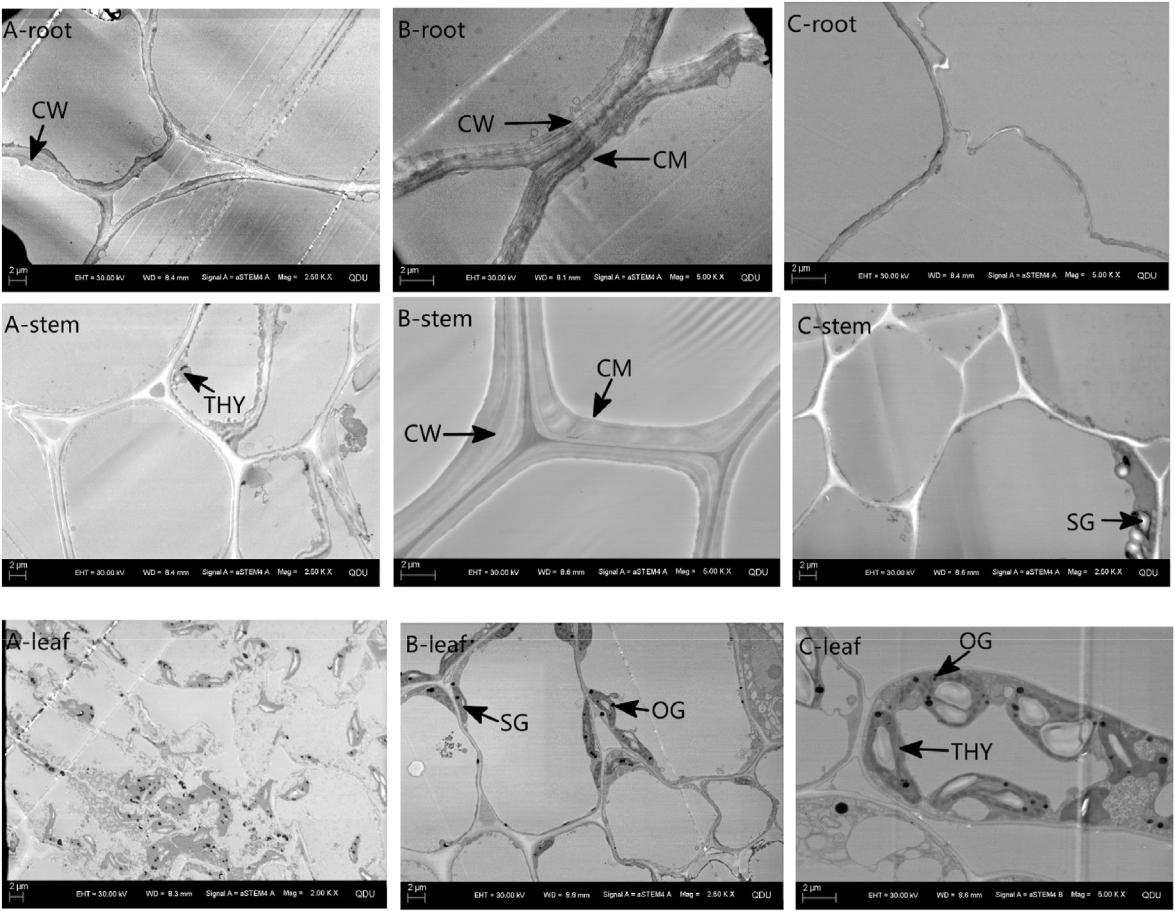 A-root
CW
2 µm
EHT = 30.00 kV WD = 8.4 mm Signal A = aSTEM4 A Mag = 2.50 K X QDU
B-root
CW
CM
2 µm
EHT = 30.00 kV WD = 8.1 mm Signal A = aSTEM4 A Mag = 5.00 K X QDU
C-root
2 µm
EHT = 30.00 kV WD = 8.4 mm Signal A = aSTEM4 A Mag = 5.00 K X QDU
A-stem
THY
2 µm
EHT = 30.00 kV WD = 8.4 mm Signal A = aSTEM4 A Mag = 2.50 K X QDU
B-stem
CM
CW
2 µm
EHT = 30.00 kV WD = 8.6 mm Signal A = aSTEM4 A Mag = 5.00 K X QDU
C-stem
SG
2 µm
EHT = 30.00 kV WD = 8.6 mm Signal A = aSTEM4 A Mag = 2.50 K X QDU
A-leaf
2 µm
EHT = 30.00 kV WD = 8.3 mm Signal A = aSTEM4 A Mag = 2.00 K X QDU
B-leaf
SG
OG
2 µm
EHT = 30.00 kV WD = 8.6 mm Signal A = aSTEM4 A Mag = 2.50 K X QDU
C-leaf
OG
THY
2 µm
EHT = 30.00 kV WD = 8.6 mm Signal A = aSTEM4 B Mag = 5.00 K X QDU